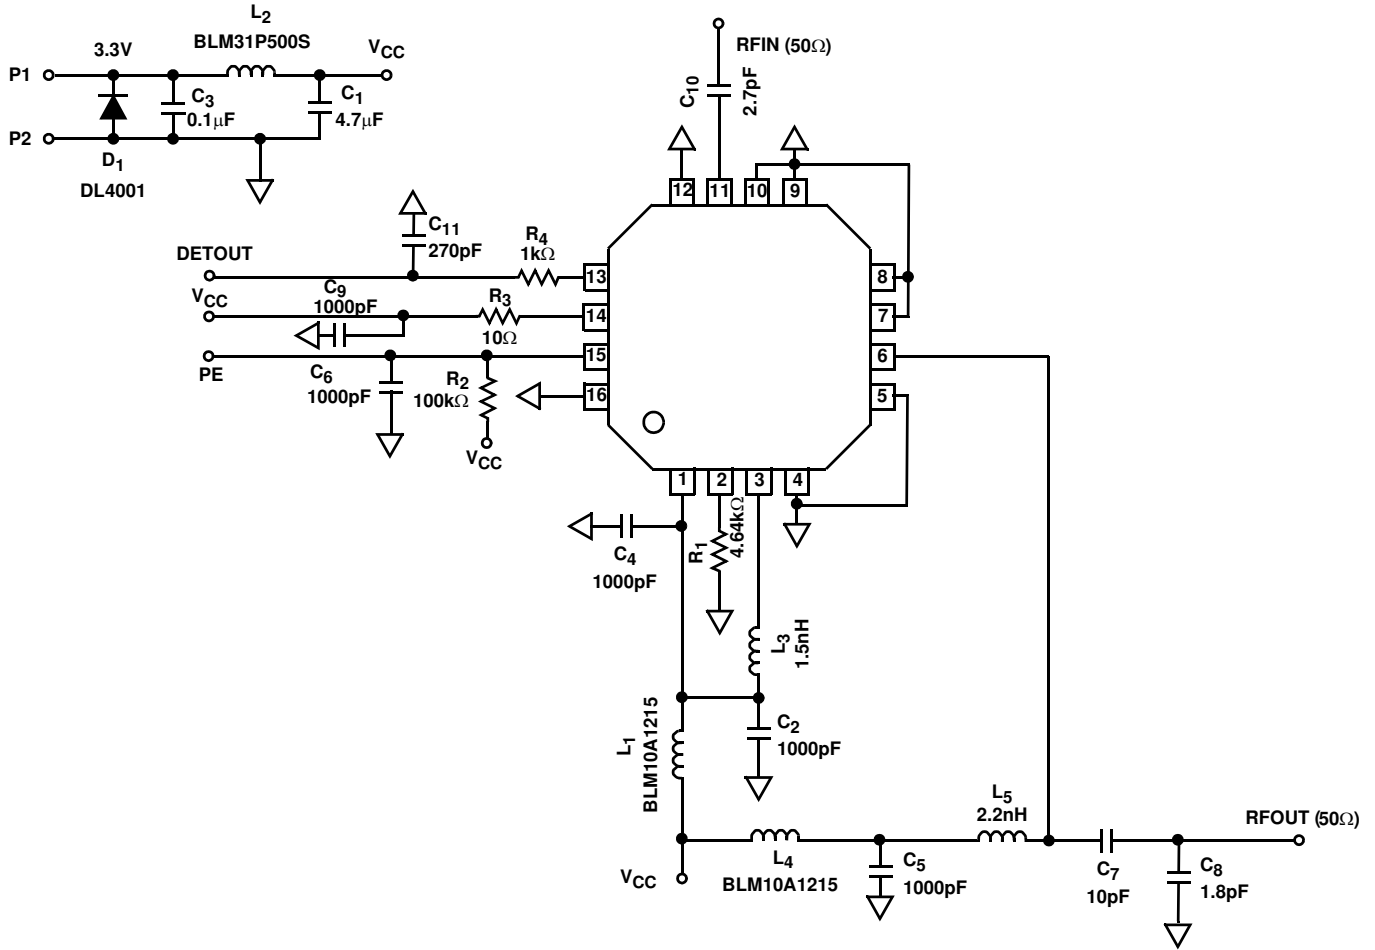 L2
BLM31P500S
3.3V
VCC
P1
C3
0.1µF
C1
4.7µF
P2
D1
DL4001
RFIN (50Ω)
C10
2.7pF
12
11
10
9
DETOUT
C11
270pF
R4
1kΩ
13
8
VCC
C9
1000pF
R3
10Ω
14
7
PE
C6
1000pF
R2
100kΩ
VCC
15
6
16
5
1
2
3
4
C4
1000pF
R1
4.64kΩ
L3
1.5nH
L1
BLM10A1215
C2
1000pF
L5
2.2nH
RFOUT (50Ω)
VCC
L4
BLM10A1215
C5
1000pF
C7
10pF
C8
1.8pF